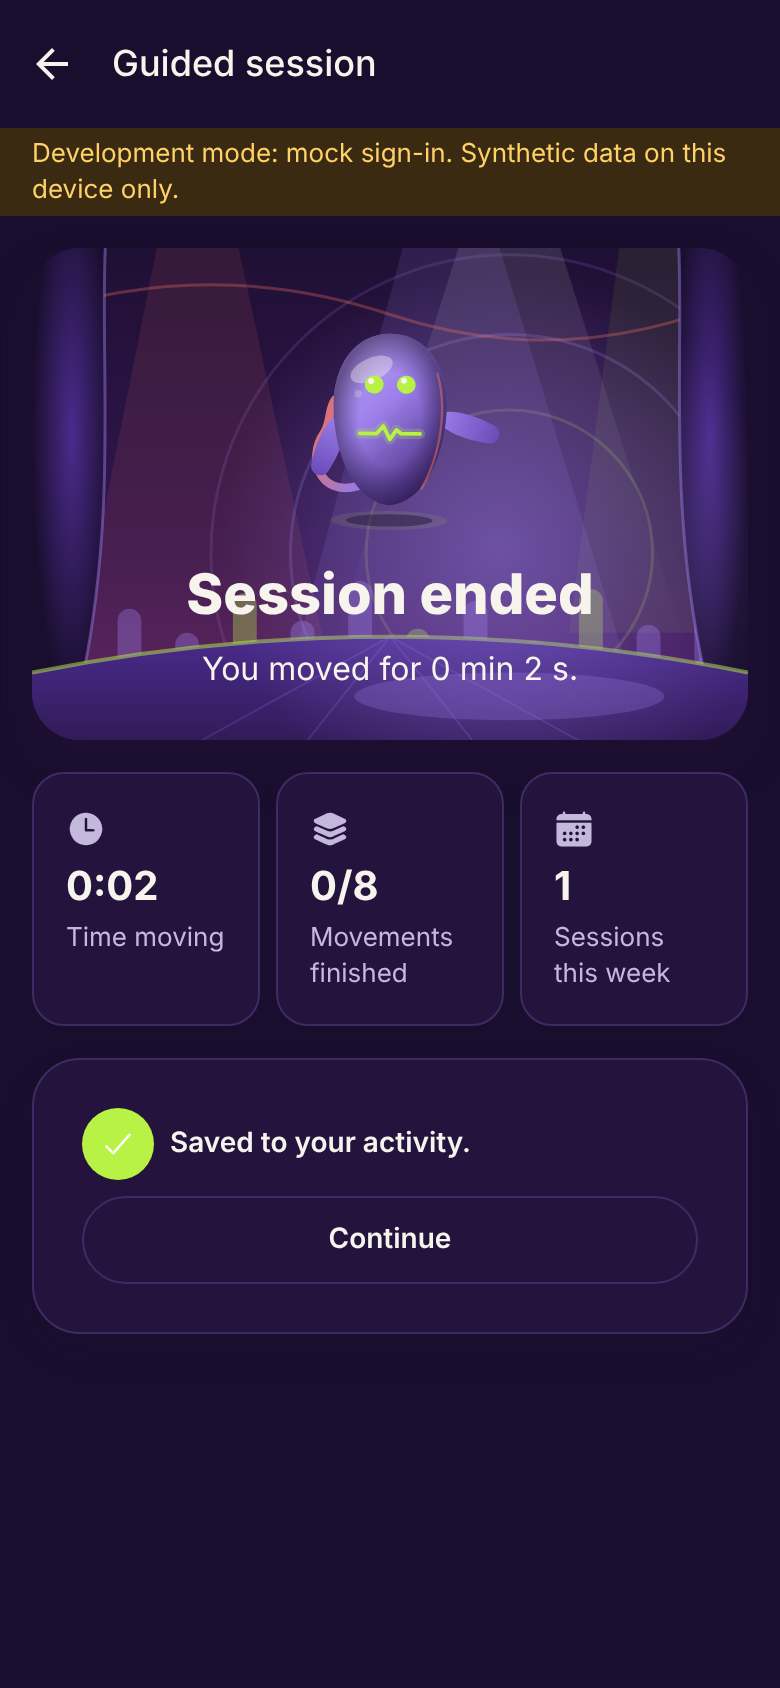 Guided session
Development mode: mock sign-in. Synthetic data on this
device only.
Session ended
You moved for 0 min 2 s.
0:02
Time moving
0/8
Movements
finished
1
Sessions
this week
Saved to your activity.
Continue